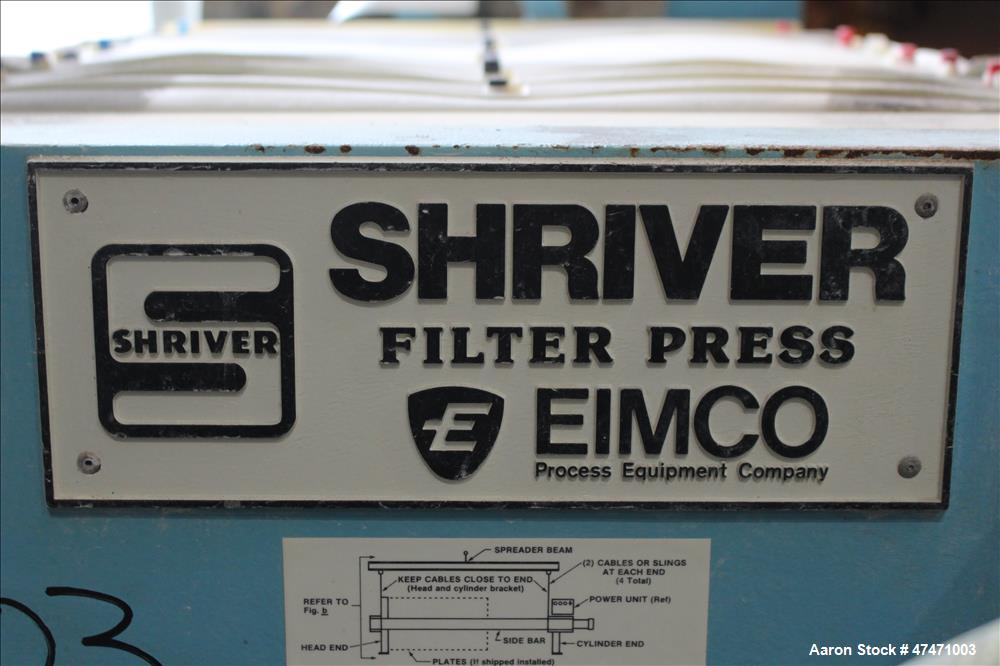 SHRIVER
SHRIVER
FILTER PRESS
E EIMCO
Process Equipment Company
SPREADER BEAM
(2) CABLES OR SLINGS
AT EACH END
(4 Total)
KEEP CABLES CLOSE TO END
(Head and cylinder bracket)
REFER TO
Fig. b
POWER UNIT (Ref)
SIDE BAR
HEAD END
CYLINDER END
PLATES (If shipped installed)
03
Aaron Stock # 47471003